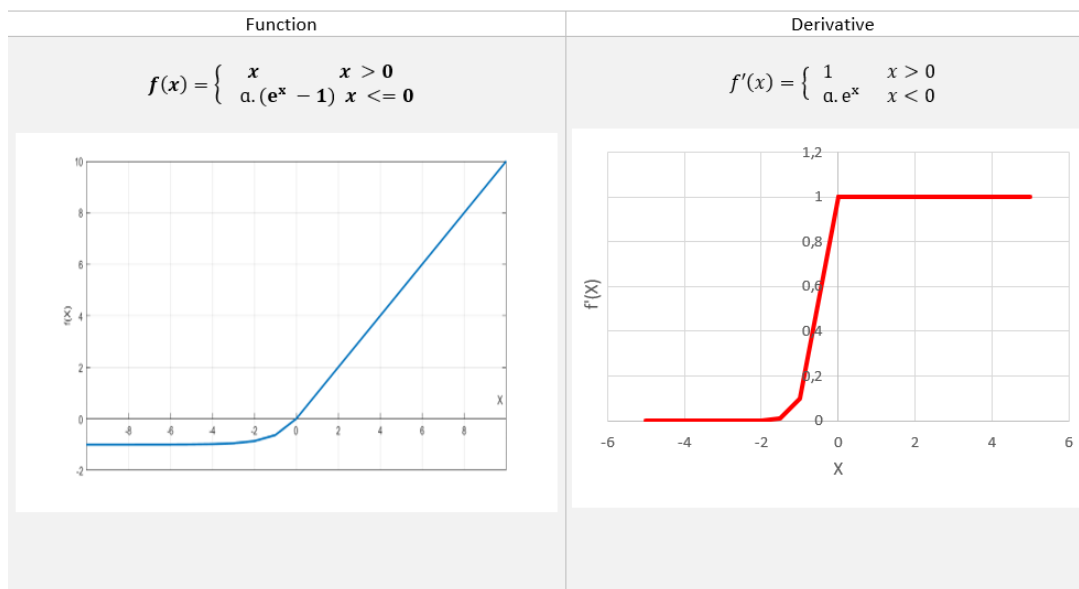 Function
Derivative
f(x) = { x x > 0
a. (eˣ − 1) x <= 0
f'(x) = { 1 x > 0
a. eˣ x < 0
10
8
6
4
2
0
-2
f(X)
-8 -6 -4 -2 0 2 4 6 8
X
1,2
1
0,8
0,6
0,4
0,2
0
f'(X)
-6 -4 -2 0 2 4 6
X